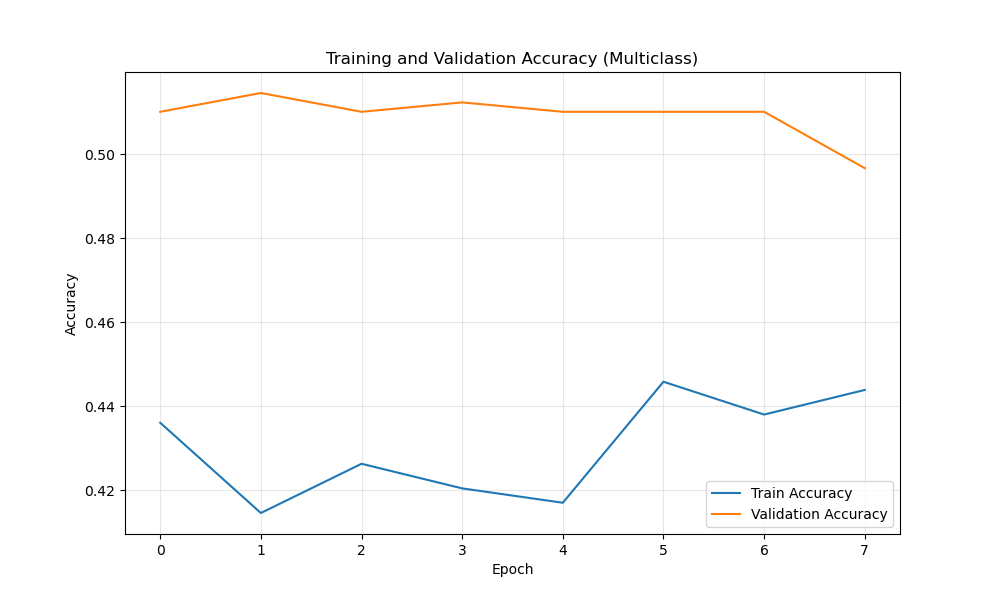 Training and Validation Accuracy (Multiclass)
Accuracy
0.50
0.48
0.46
0.44
0.42
Train Accuracy
Validation Accuracy
0 1 2 3 4 5 6 7
Epoch